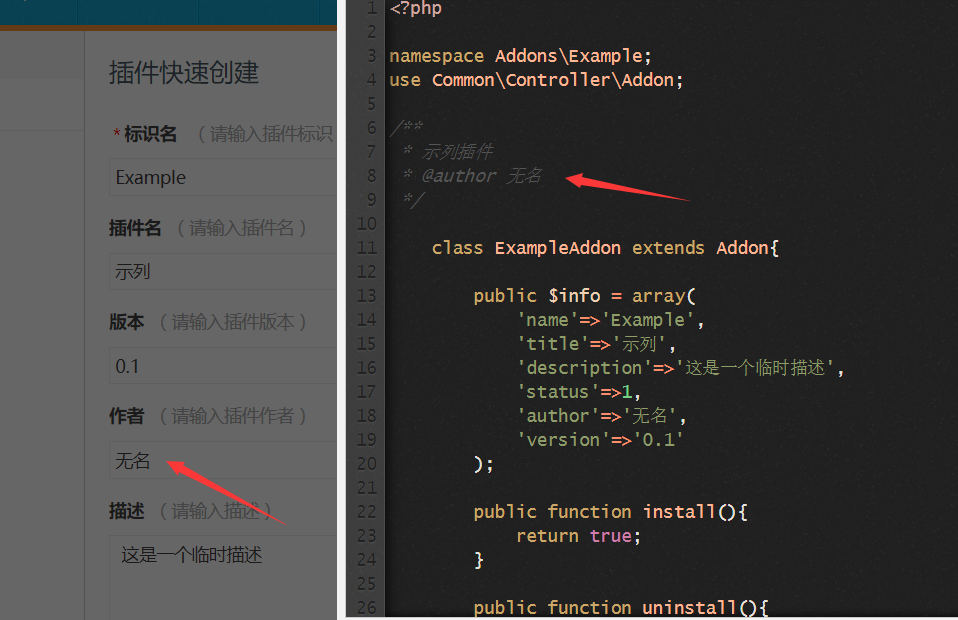 插件快速创建
*标识名 （请输入插件标识
Example
插件名 （请输入插件名）
示列
版本 （请输入插件版本）
0.1
作者 （请输入插件作者）
无名
描述 （请输入描述）
这是一个临时描述
1 <?php
2
3 namespace Addons\Example;
4 use Common\Controller\Addon;
5
6 /**
7 * 示列插件
8 * @author 无名
9 */
10
11 class ExampleAddon extends Addon{
12
13 public $info = array(
14 'name'=>'Example',
15 'title'=>'示列',
16 'description'=>'这是一个临时描述',
17 'status'=>1,
18 'author'=>'无名',
19 'version'=>'0.1'
20 );
21
22 public function install(){
23 return true;
24 }
25
26 public function uninstall(){